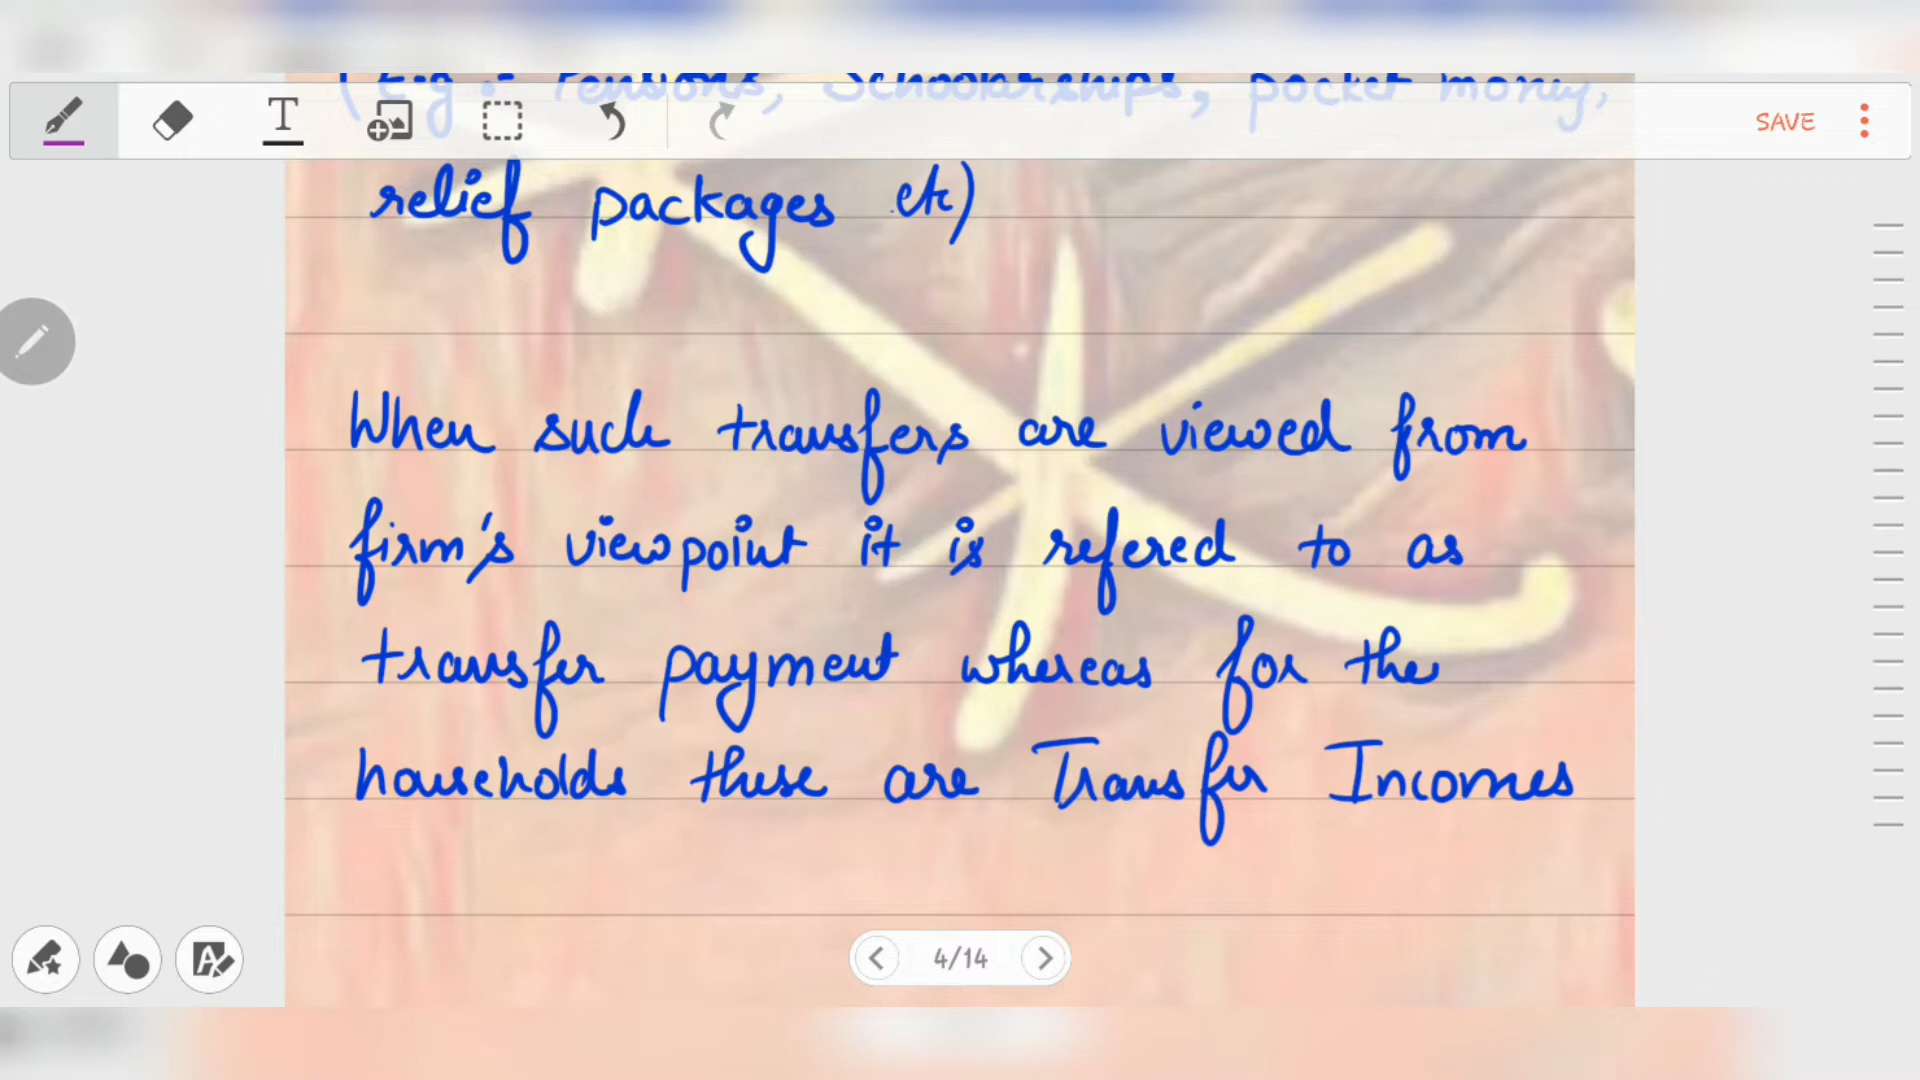 (E.g : Pensions, Schoolarships, pocket money,
T
SAVE
relief packages etc)
When such transfers are viewed from
firm's viewpoint it is refered to as
transfer payment whereas for the
households these are Transfer Incomes
4/14